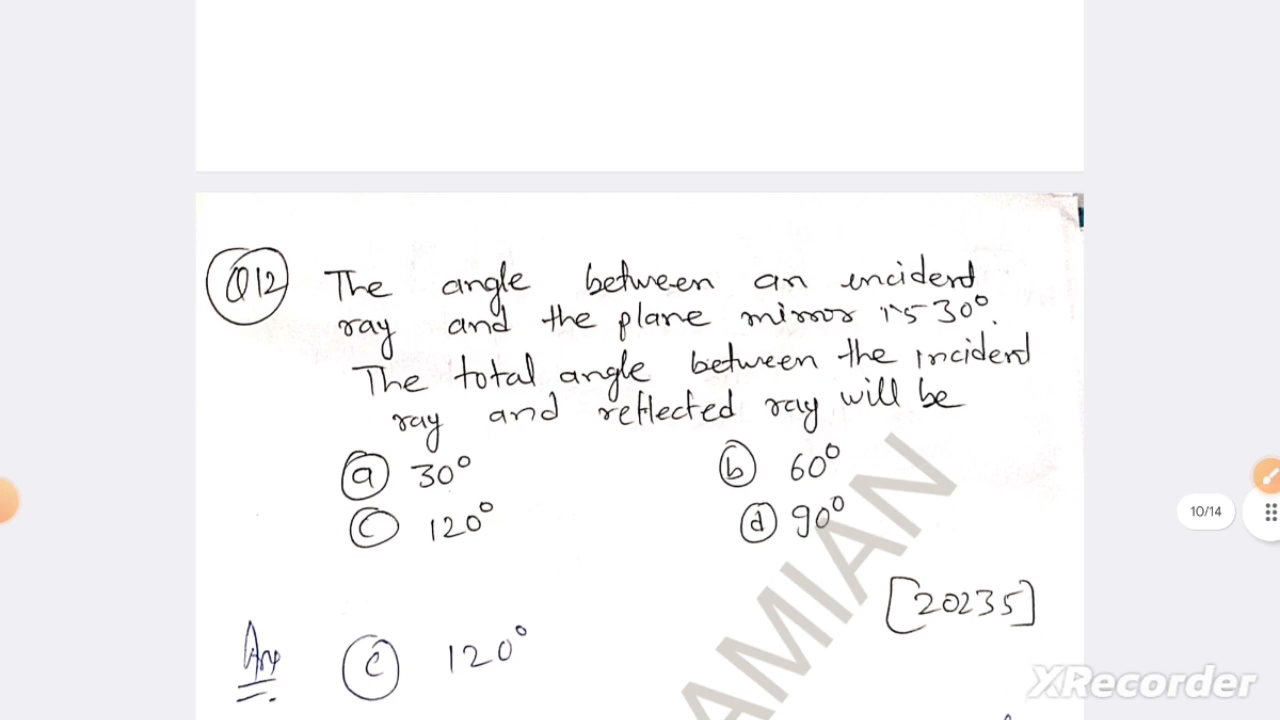 Q12 The angle between an incident
ray and the plane mirror is 30°.
The total angle between the incident
ray and reflected ray will be
a 30° b 60°
c 120° d 90°
10/14
[2023S]
Ans c 120°
AMIAN
XRecorder